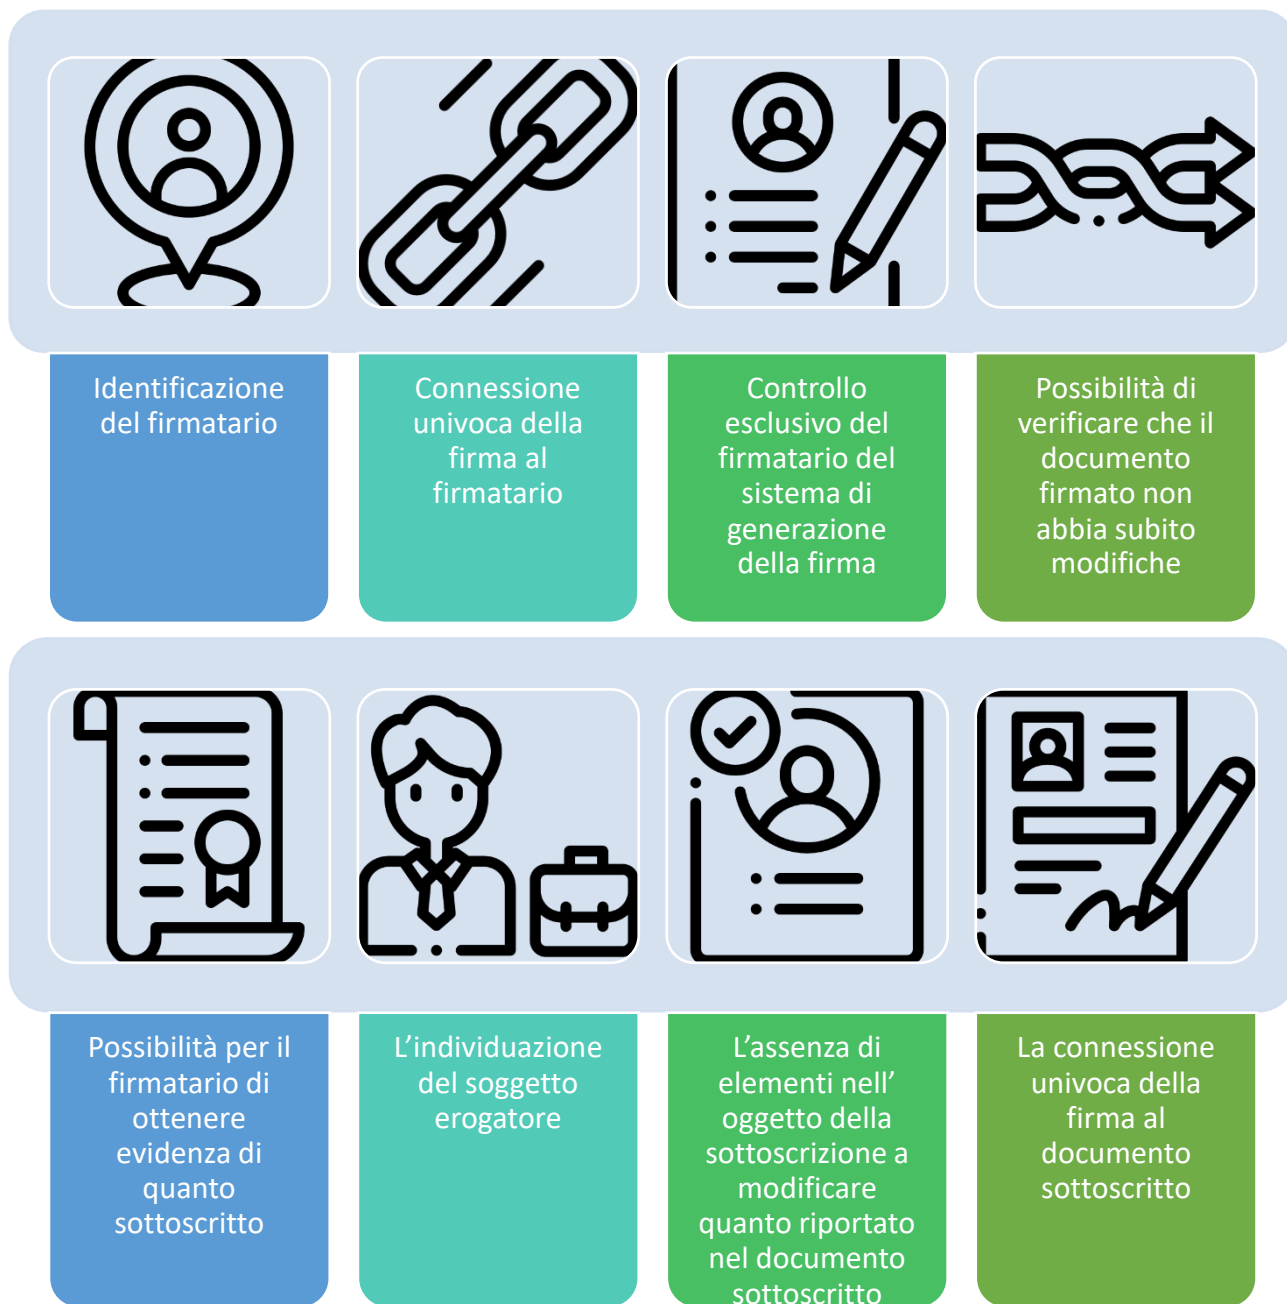 Identificazione
del firmatario
Connessione
univoca della
firma al
firmatario
Controllo
esclusivo del
firmatario del
sistema di
generazione
della firma
Possibilità di
verificare che il
documento
firmato non
abbia subito
modifiche
Possibilità per il
firmatario di
ottenere
evidenza di
quanto
sottoscritto
L’individuazione
del soggetto
erogatore
L’assenza di
elementi nell’
oggetto della
sottoscrizione a
modificare
quanto riportato
nel documento
sottoscritto
La connessione
univoca della
firma al
documento
sottoscritto